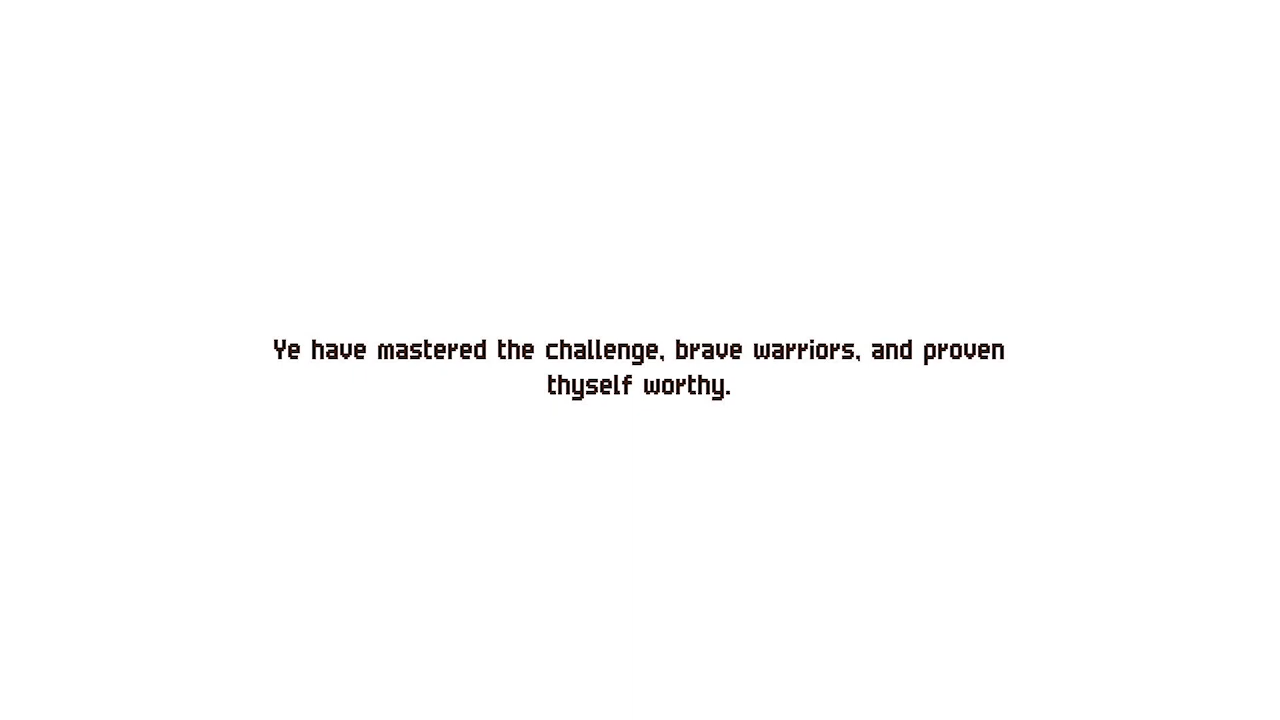 Ye have mastered the challenge, brave warriors, and proven
thyself worthy.